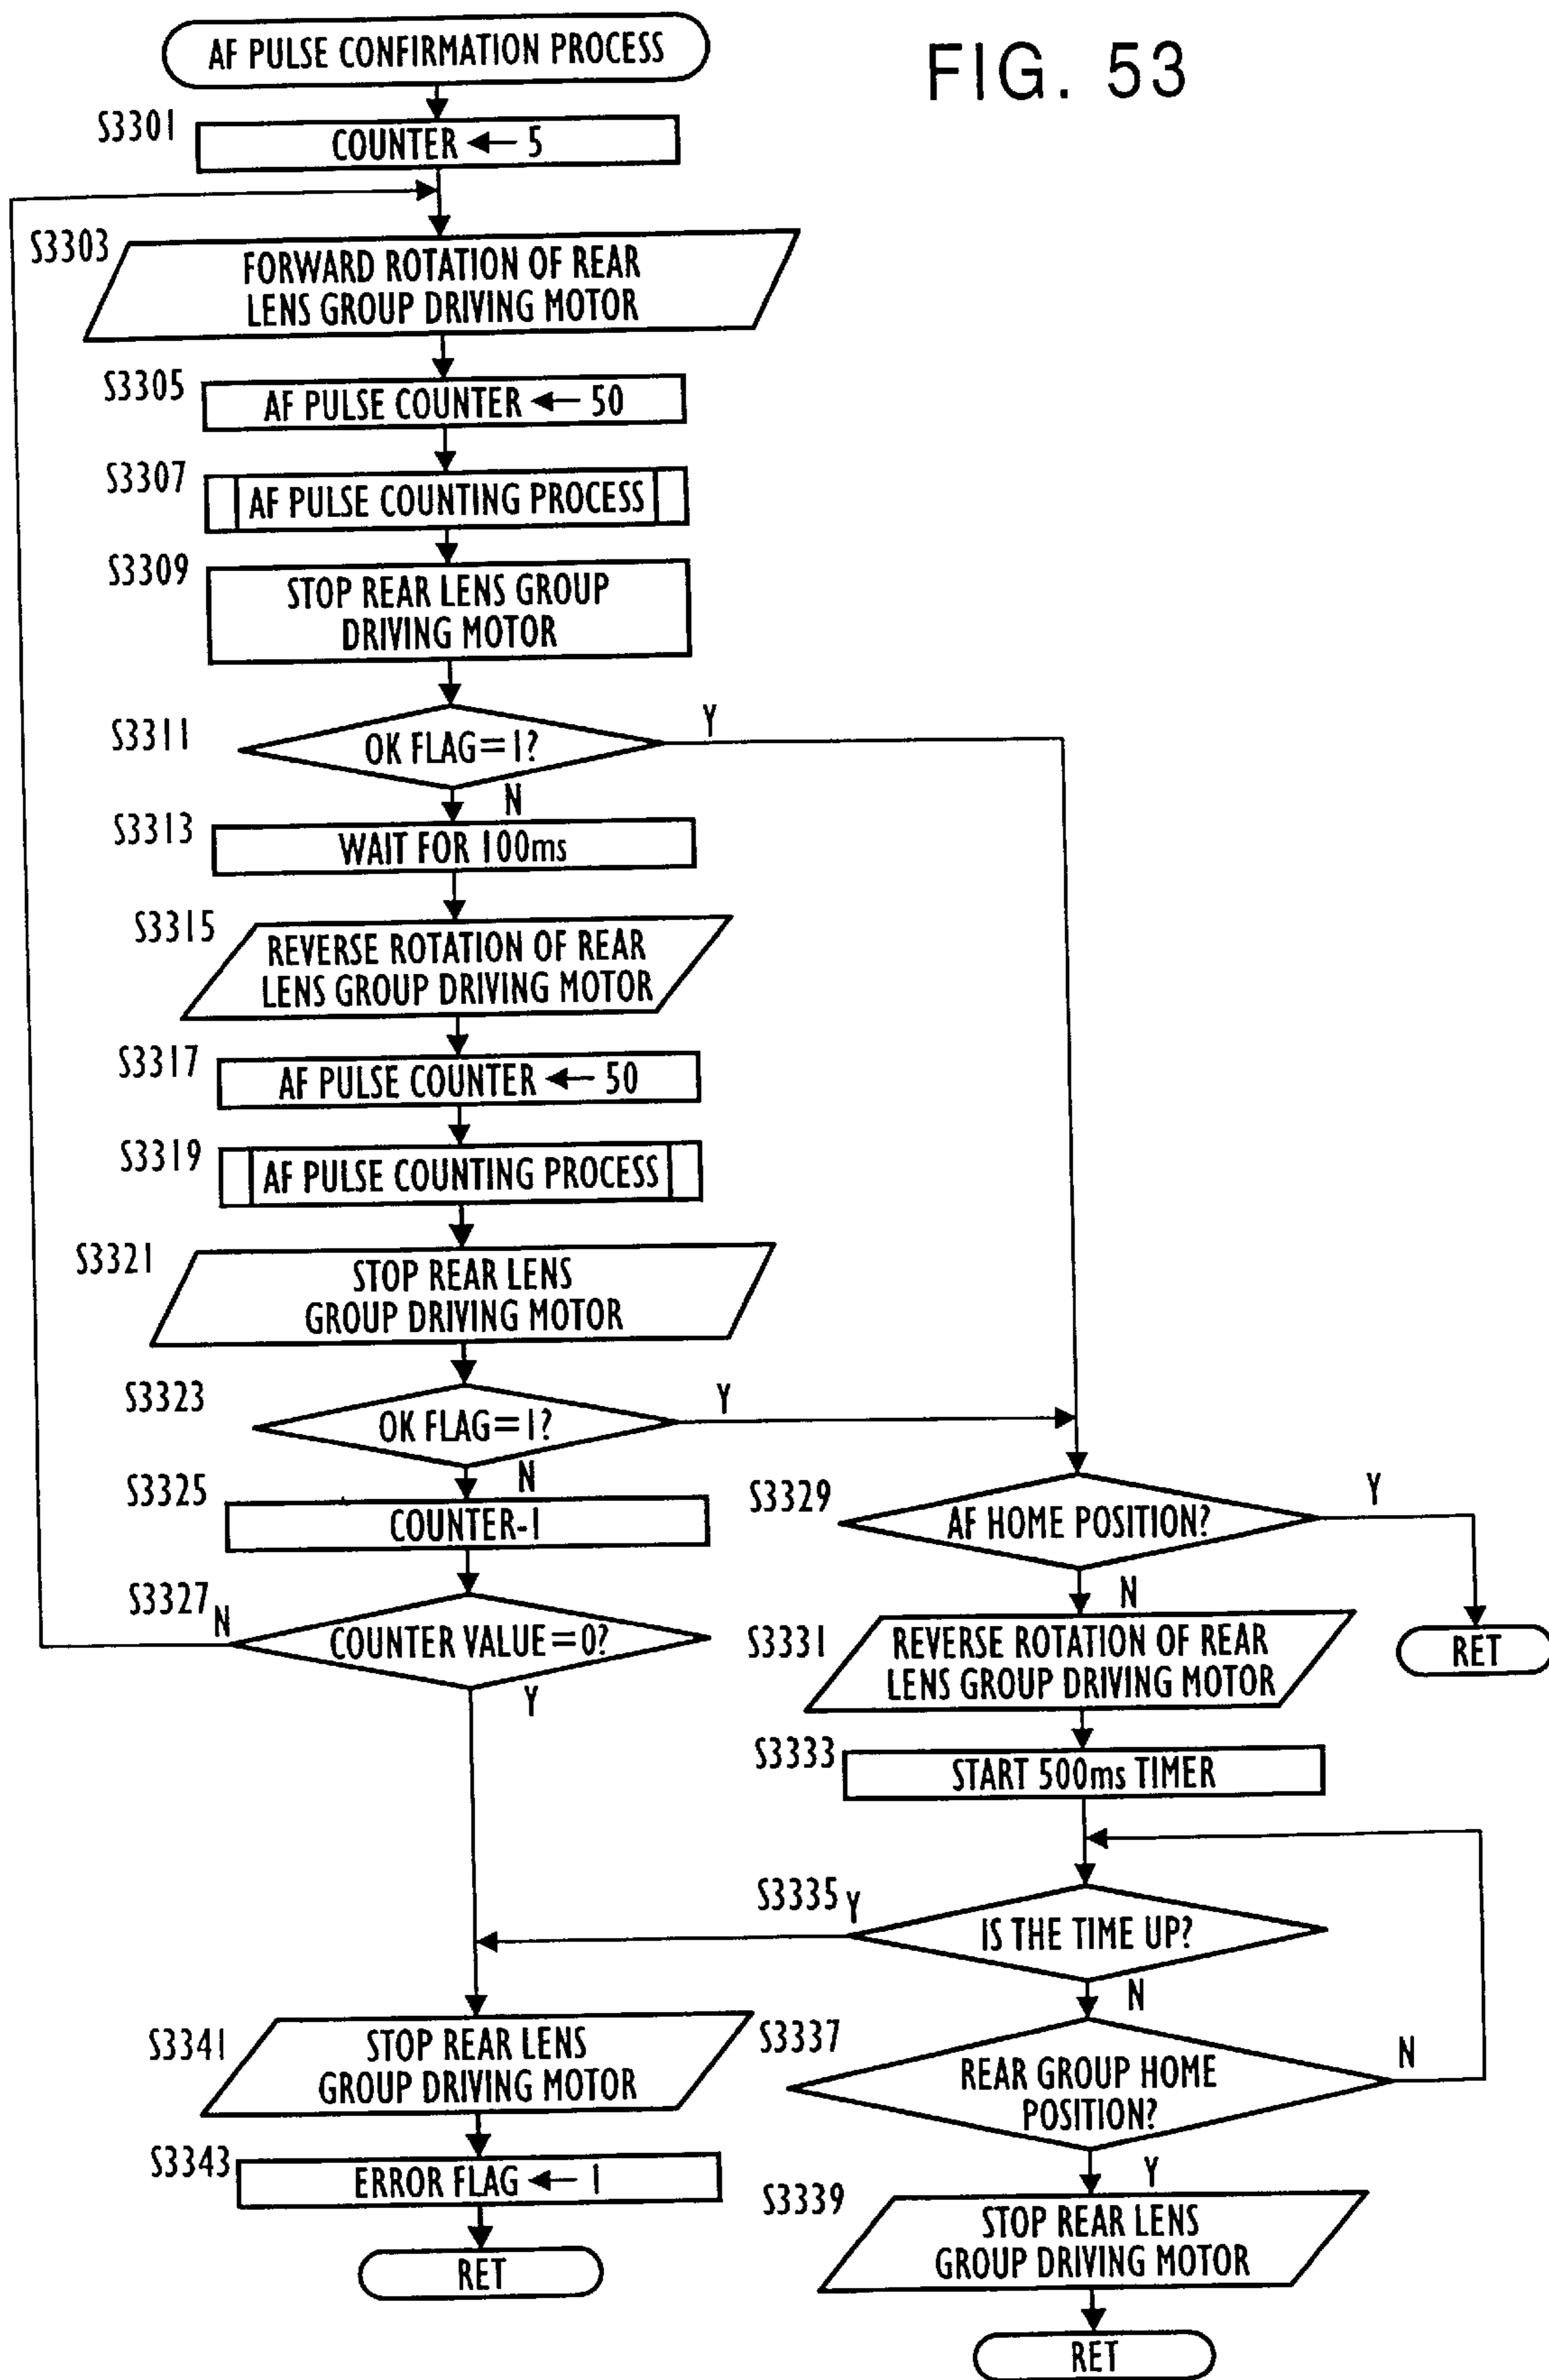 AF PULSE CONFIRMATION PROCESS
FIG. 53
S3301
COUNTER ← 5
S3303
FORWARD ROTATION OF REAR
LENS GROUP DRIVING MOTOR
S3305
AF PULSE COUNTER ← 50
S3307
AF PULSE COUNTING PROCESS
S3309
STOP REAR LENS GROUP
DRIVING MOTOR
S3311
OK FLAG=1?
Y
N
S3313
WAIT FOR 100ms
S3315
REVERSE ROTATION OF REAR
LENS GROUP DRIVING MOTOR
S3317
AF PULSE COUNTER ← 50
S3319
AF PULSE COUNTING PROCESS
S3321
STOP REAR LENS
GROUP DRIVING MOTOR
S3323
OK FLAG=1?
Y
N
S3325
COUNTER-1
S3327
N
COUNTER VALUE=0?
Y
S3329
AF HOME POSITION?
Y
N
RET
S3331
REVERSE ROTATION OF REAR
LENS GROUP DRIVING MOTOR
S3333
START 500ms TIMER
S3335
Y
IS THE TIME UP?
N
S3337
REAR GROUP HOME
POSITION?
N
Y
S3339
STOP REAR LENS
GROUP DRIVING MOTOR
RET
S3341
STOP REAR LENS
GROUP DRIVING MOTOR
S3343
ERROR FLAG ← 1
RET